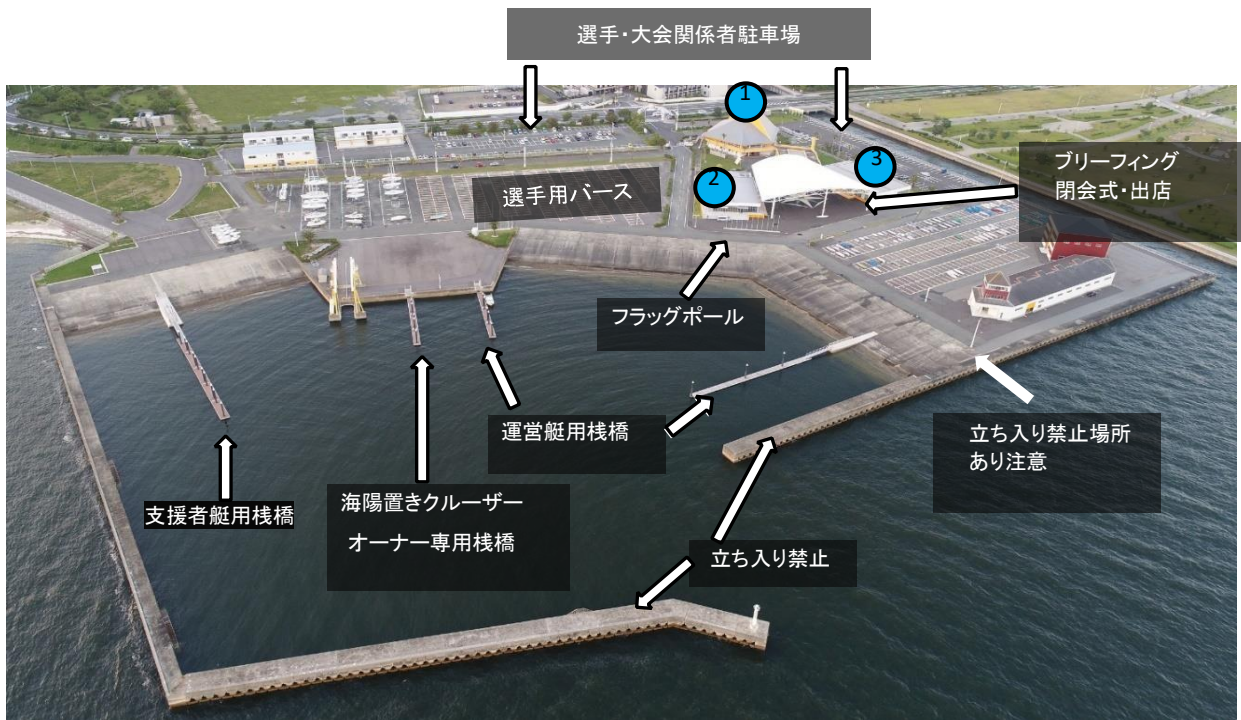 選手・大会関係者駐車場
1
2
3
ブリーフィング
閉会式・出店
選手用バース
フラッグポール
運営艇用桟橋
立ち入り禁止場所
あり注意
支援者艇用桟橋
海陽置きクルーザー
オーナー専用桟橋
立ち入り禁止